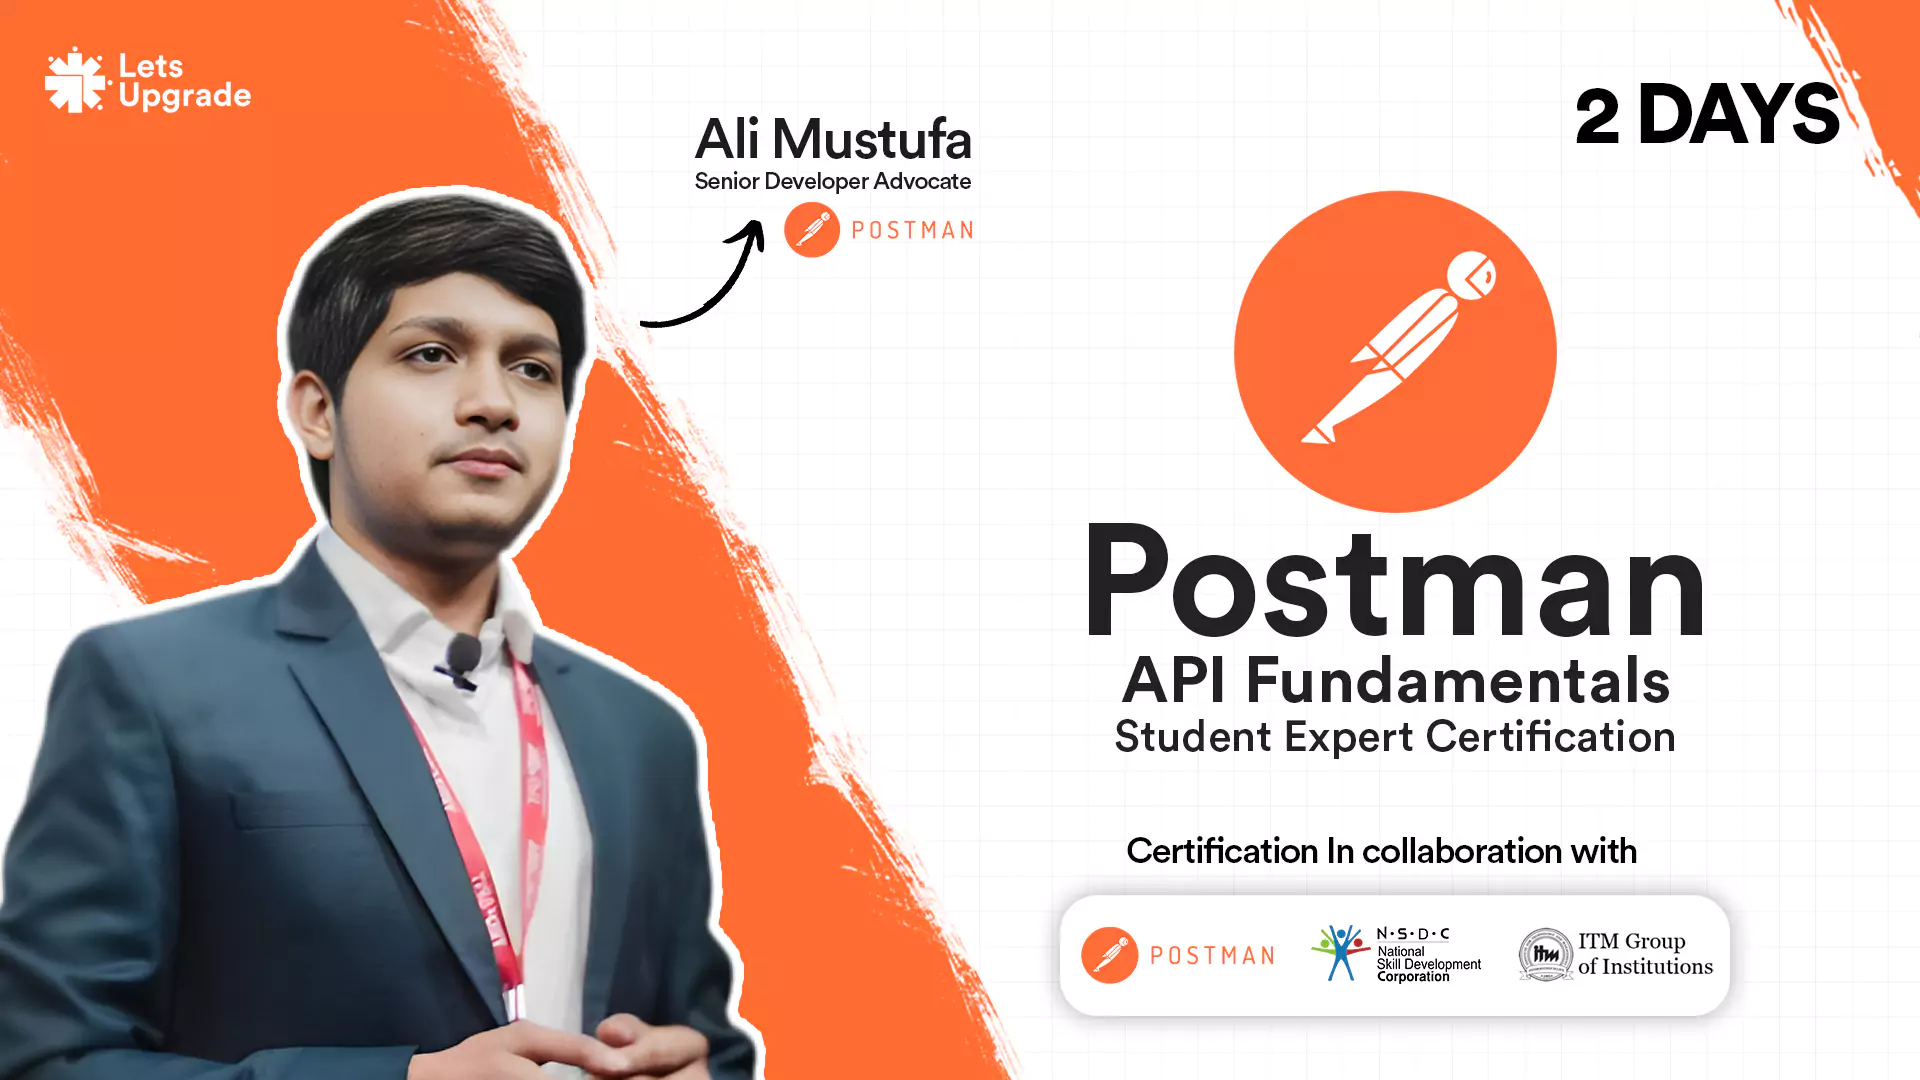 Lets
Upgrade
Ali Mustufa
Senior Developer Advocate
POSTMAN
2 DAYS
Postman
API Fundamentals
Student Expert Certification
Certification In collaboration with
POSTMAN
N·S·D·C
National
Skill Development
Corporation
itm
ITM Group
of Institutions